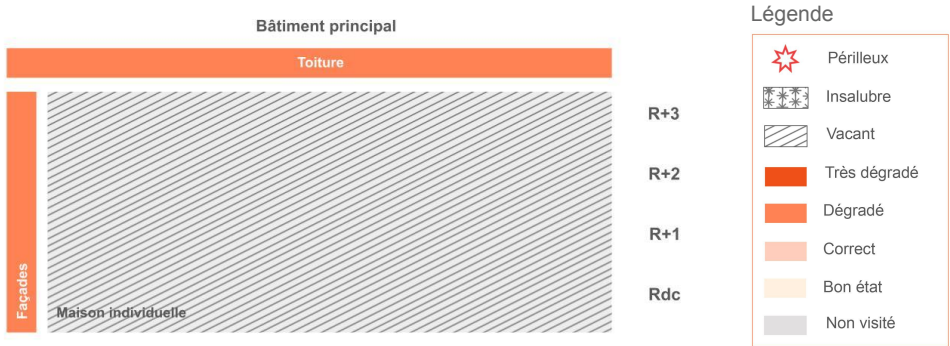 Bâtiment principal
Toiture
Façades
Maison individuelle
R+3
R+2
R+1
Rdc
Légende
Périlleux
Insalubre
Vacant
Très dégradé
Dégradé
Correct
Bon état
Non visité